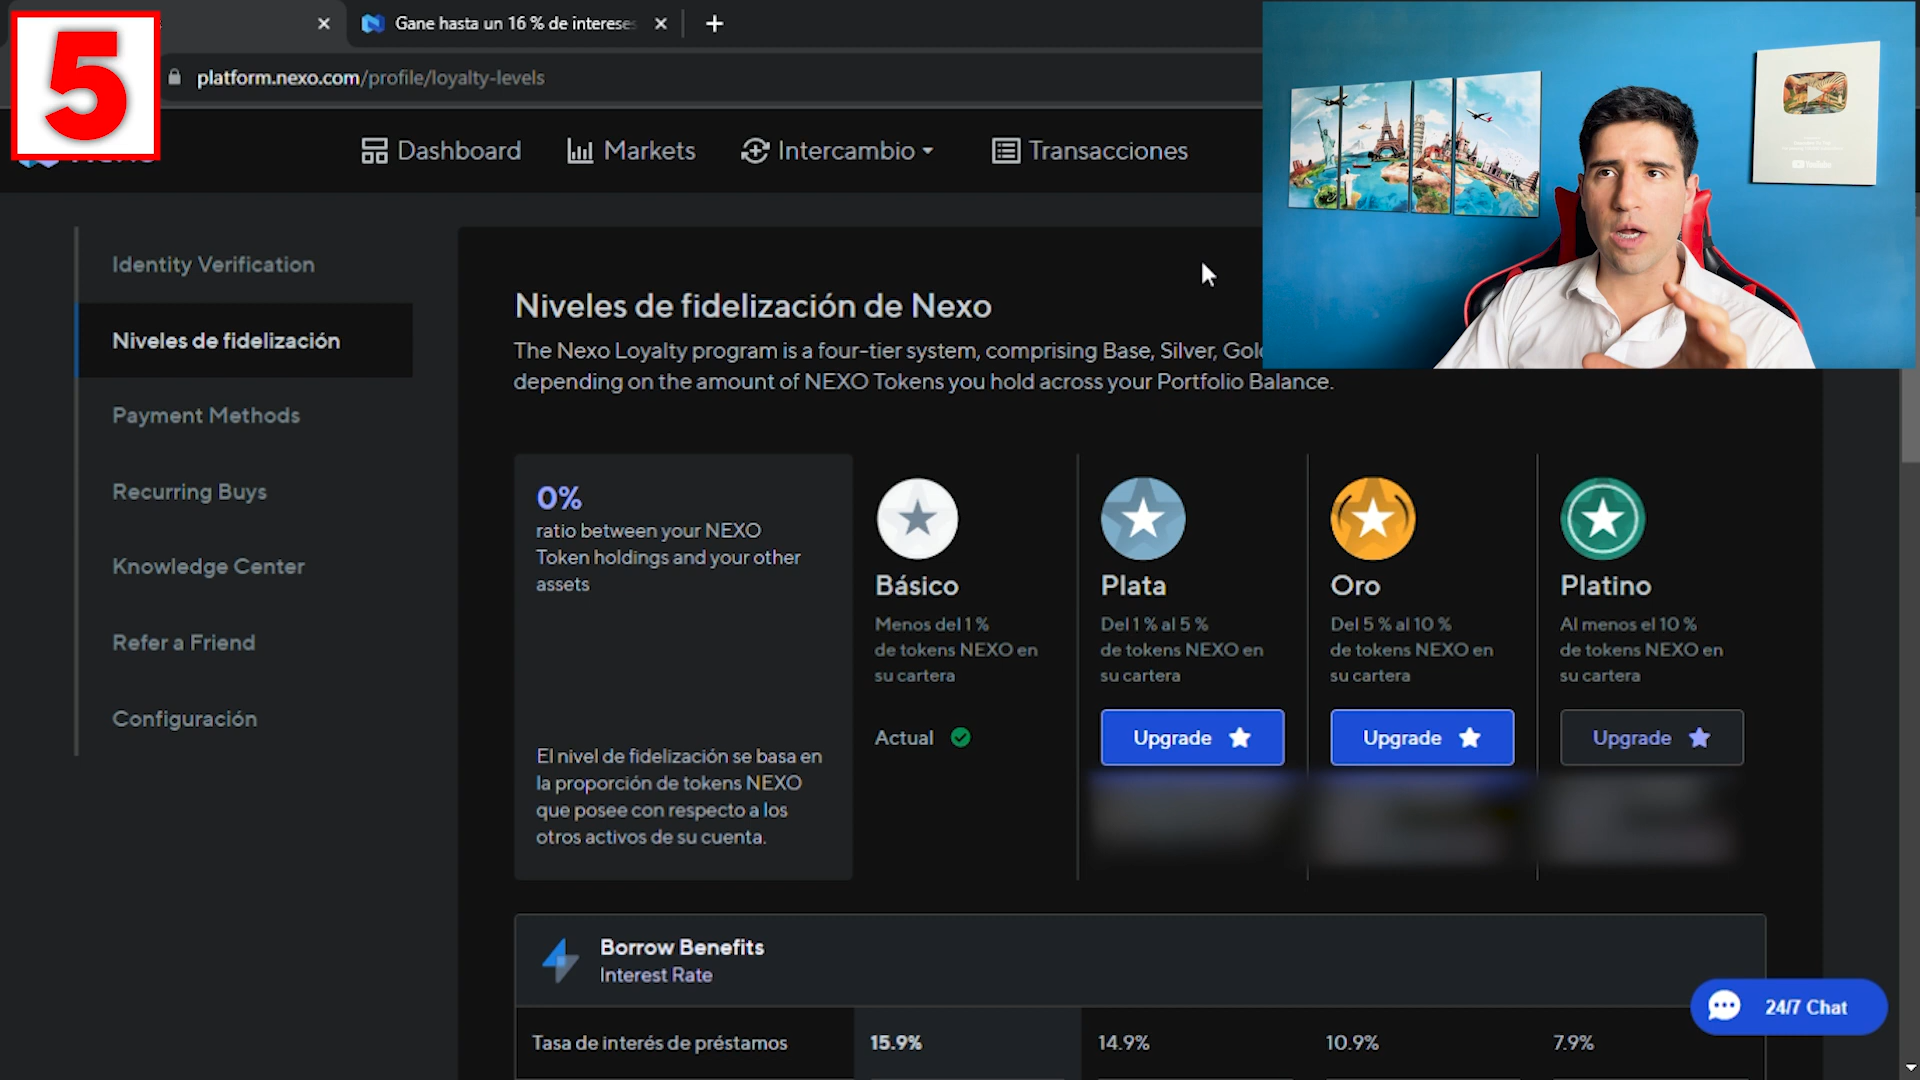 5
Gane hasta un 16 % de intereses
platform.nexo.com/profile/loyalty-levels
Dashboard
Markets
Intercambio
Transacciones
YouTube
Identity Verification
Niveles de fidelización
Payment Methods
Recurring Buys
Knowledge Center
Refer a Friend
Configuración
Niveles de fidelización de Nexo
The Nexo Loyalty program is a four-tier system, comprising Base, Silver,
depending on the amount of NEXO Tokens you hold across your Portfolio Balance.
0%
ratio between your NEXO
Token holdings and your other
assets
El nivel de fidelización se basa en
la proporción de tokens NEXO
que posee con respecto a los
otros activos de su cuenta.
Básico
Menos del 1 %
de tokens NEXO en
su cartera
Actual
Plata
Del 1 % al 5 %
de tokens NEXO en
su cartera
Upgrade
Oro
Del 5 % al 10 %
de tokens NEXO en
su cartera
Upgrade
Platino
Al menos el 10 %
de tokens NEXO en
su cartera
Upgrade
Borrow Benefits
Interest Rate
Tasa de interés de préstamos
15.9%
14.9%
10.9%
7.9%
24/7 Chat